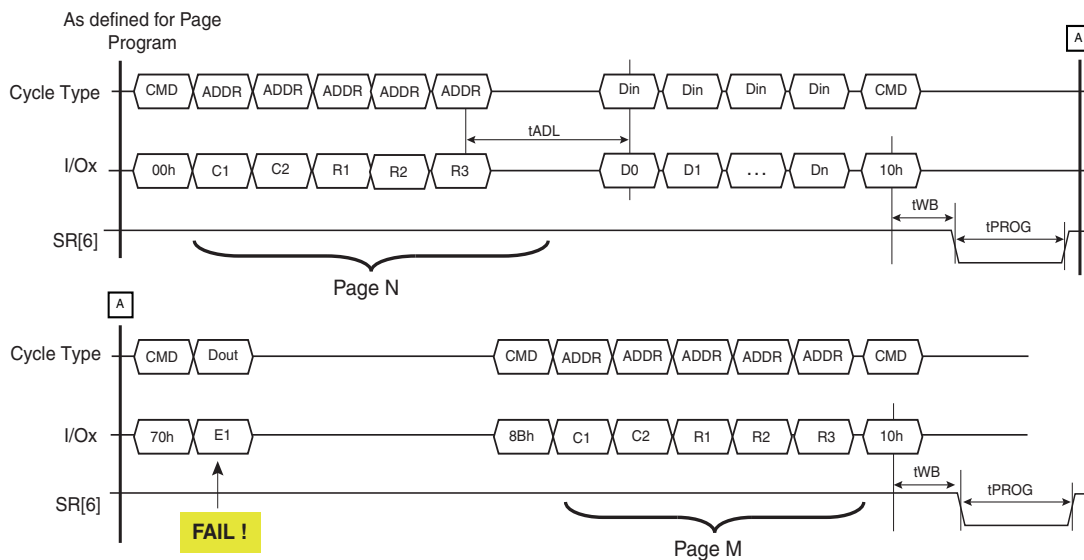 As defined for Page
Program
A
Cycle Type CMD ADDR ADDR ADDR ADDR ADDR Din Din Din Din CMD
tADL
I/Ox 00h C1 C2 R1 R2 R3 D0 D1 ... Dn 10h
tWB
tPROG
SR[6]
Page N
A
Cycle Type CMD Dout CMD ADDR ADDR ADDR ADDR ADDR CMD
I/Ox 70h E1 8Bh C1 C2 R1 R2 R3 10h
tWB
tPROG
SR[6]
FAIL !
Page M